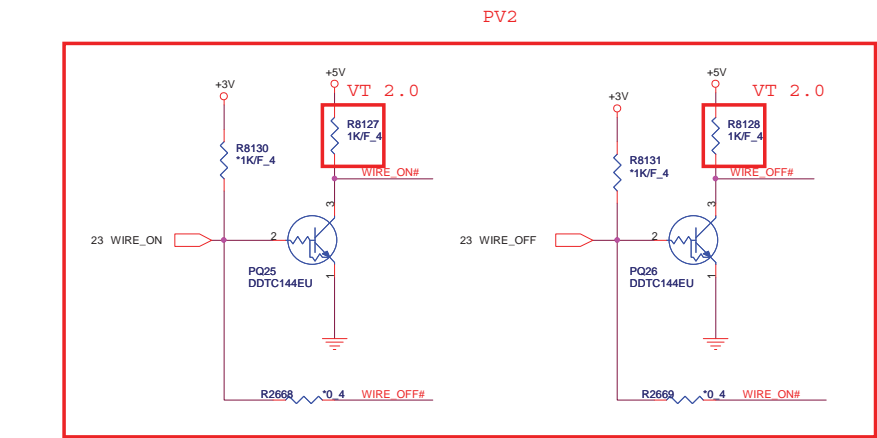 PV2
+5V
VT 2.0
+3V
R8127
1K/F_4
R8130
*1K/F_4
WIRE_ON#
3
23 WIRE_ON
2
PQ25
DDTC144EU
1
R2668
*0_4
WIRE_OFF#
+5V
VT 2.0
+3V
R8128
1K/F_4
R8131
*1K/F_4
WIRE_OFF#
3
23 WIRE_OFF
2
PQ26
DDTC144EU
1
R2669
*0_4
WIRE_ON#